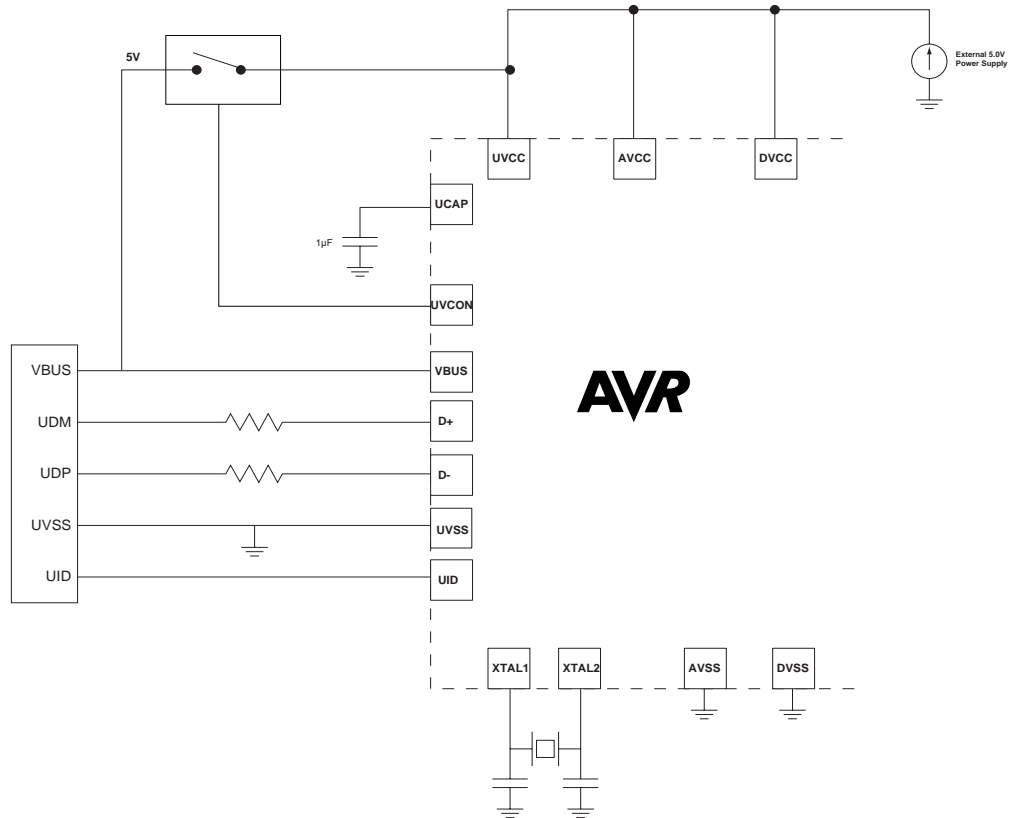 5V
External 5.0V
Power Supply
UVCC
AVCC
DVCC
UCAP
1µF
UVCON
VBUS
VBUS
UDM
D+
UDP
D-
UVSS
UVSS
UID
UID
AVR
XTAL1
XTAL2
AVSS
DVSS